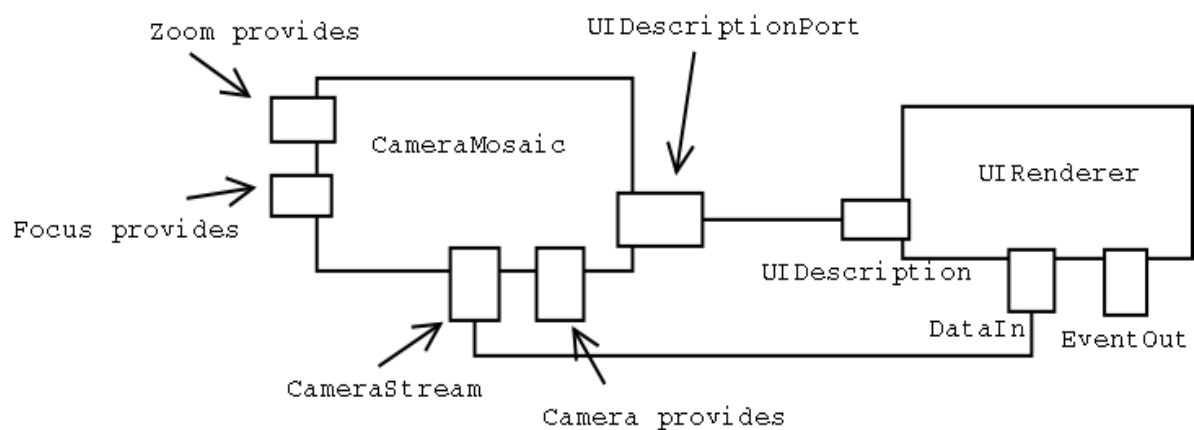 Zoom provides
UIDescriptionPort
CameraMosaic
UIRenderer
Focus provides
UIDescription
DataIn
EventOut
CameraStream
Camera provides